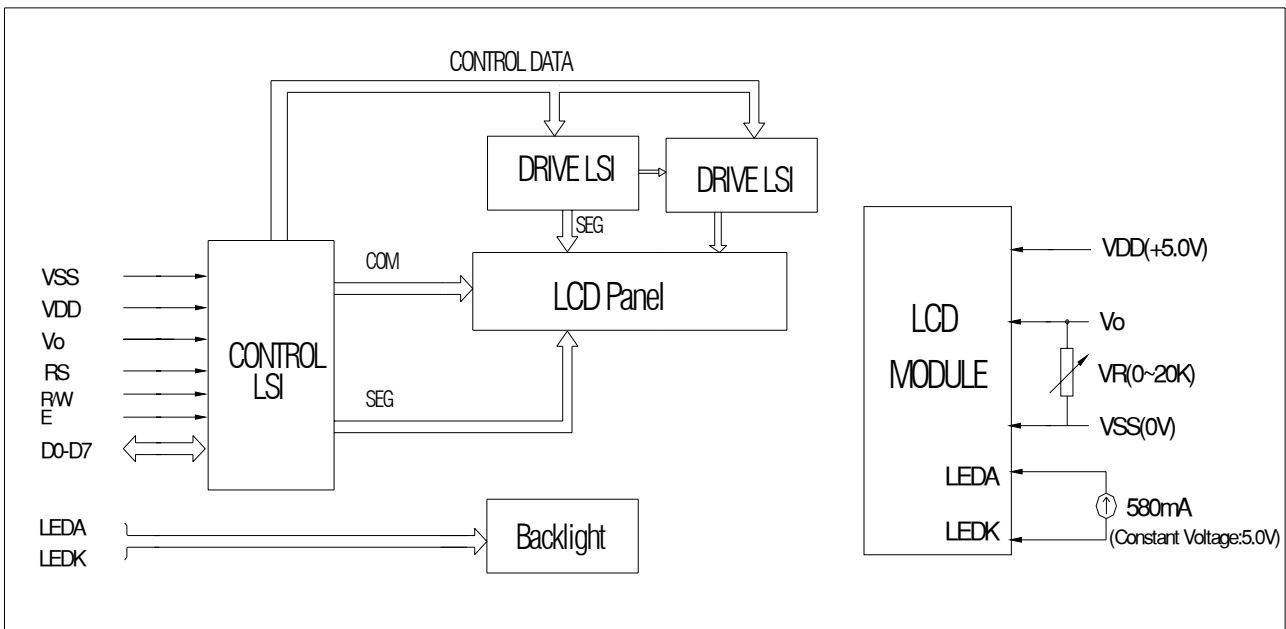 CONTROL DATA
DRIVE LSI
DRIVE LSI
SEG
COM
LCD Panel
VSS
VDD
Vo
RS
R/W
E
D0-D7
CONTROL
LSI
SEG
LEDA
LEDK
Backlight
LCD
MODULE
VDD(+5.0V)
Vo
VR(0~20K)
VSS(0V)
LEDA
LEDK
580mA
(Constant Voltage:5.0V)